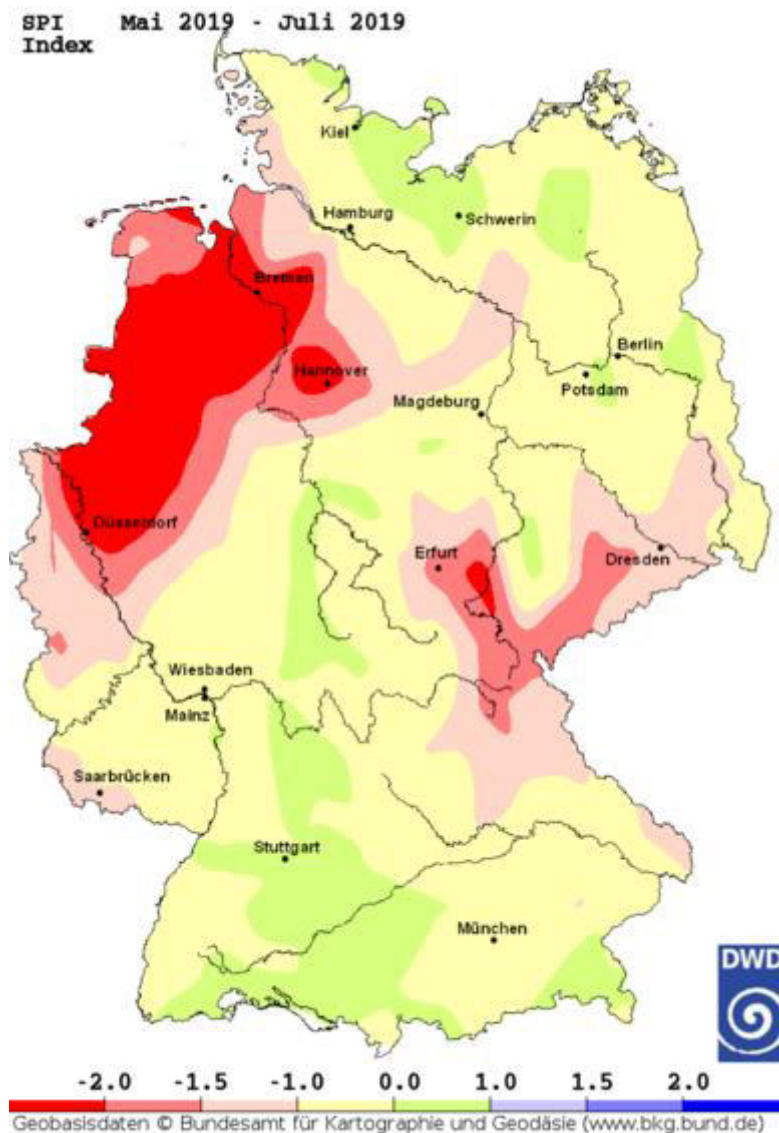 SPI Mai 2019 - Juli 2019
Index
Kiel
Schwerin
Hamburg
Bremen
Berlin
Hannover
Potsdam
Magdeburg
Düsseldorf
Erfurt
Dresden
Wiesbaden
Mainz
Saarbrücken
Stuttgart
München
DWD
-2.0 -1.5 -1.0 0.0 1.0 1.5 2.0
Geobasisdaten © Bundesamt für Kartographie und Geodäsie (www.bkg.bund.de)